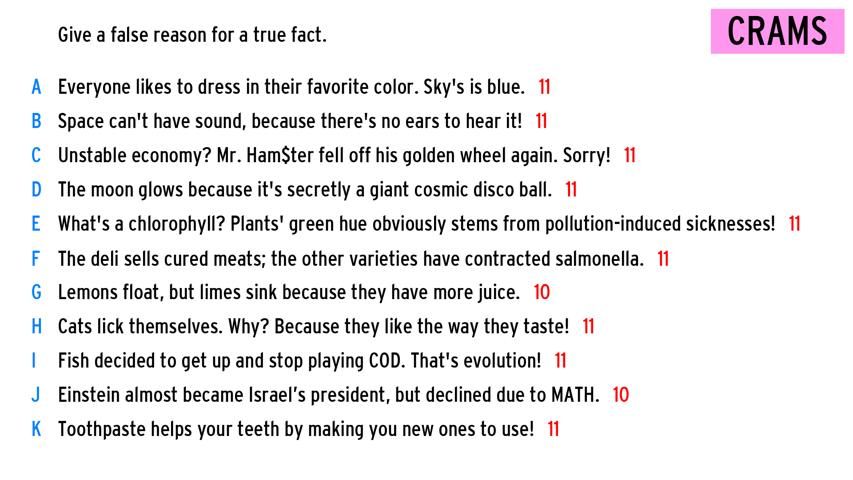 Give a false reason for a true fact.
CRAMS
A Everyone likes to dress in their favorite color. Sky's is blue. 11
B Space can't have sound, because there's no ears to hear it! 11
C Unstable economy? Mr. Ham$ter fell off his golden wheel again. Sorry! 11
D The moon glows because it's secretly a giant cosmic disco ball. 11
E What's a chlorophyll? Plants' green hue obviously stems from pollution-induced sicknesses! 11
F The deli sells cured meats; the other varieties have contracted salmonella. 11
G Lemons float, but limes sink because they have more juice. 10
H Cats lick themselves. Why? Because they like the way they taste! 11
I Fish decided to get up and stop playing COD. That's evolution! 11
J Einstein almost became Israel’s president, but declined due to MATH. 10
K Toothpaste helps your teeth by making you new ones to use! 11